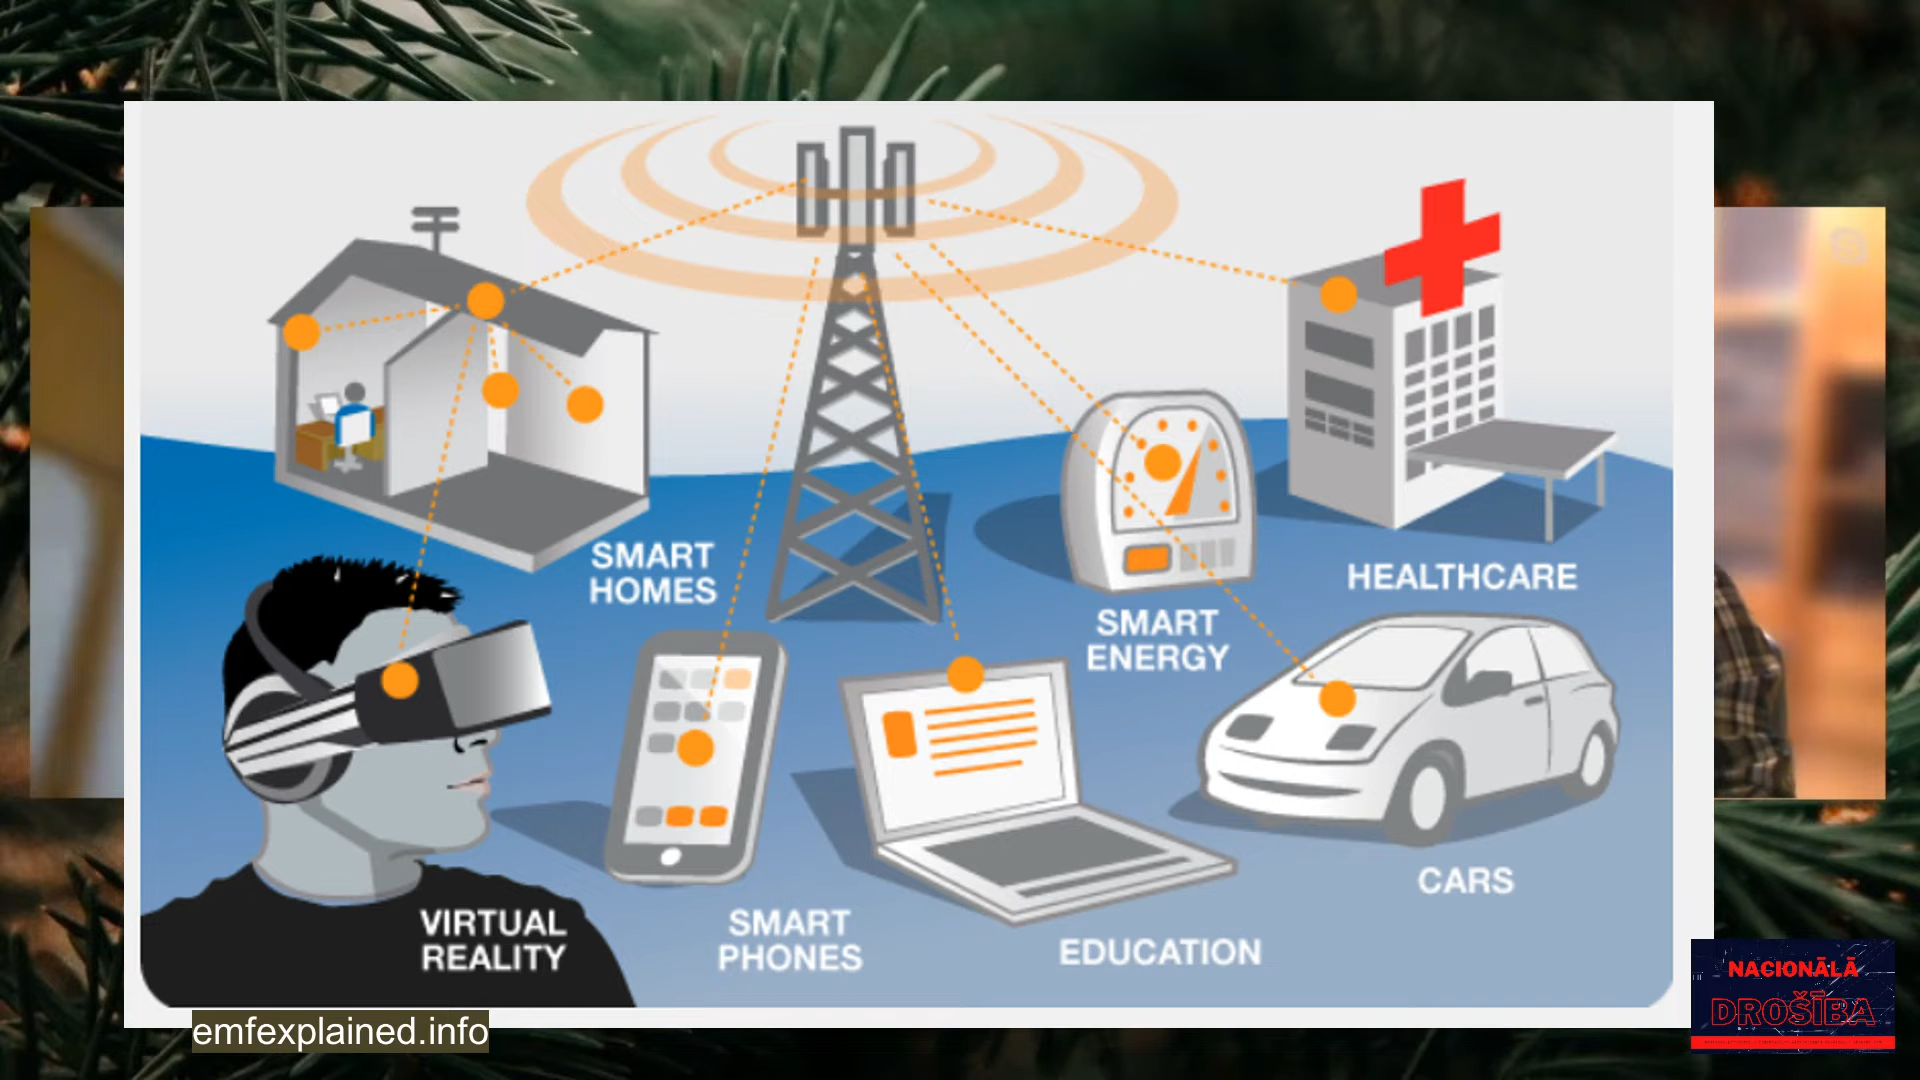 SMART
HOMES
SMART
ENERGY
HEALTHCARE
VIRTUAL
REALITY
SMART
PHONES
EDUCATION
CARS
emfexplained.info
NACIONĀLĀ
DROŠĪBA